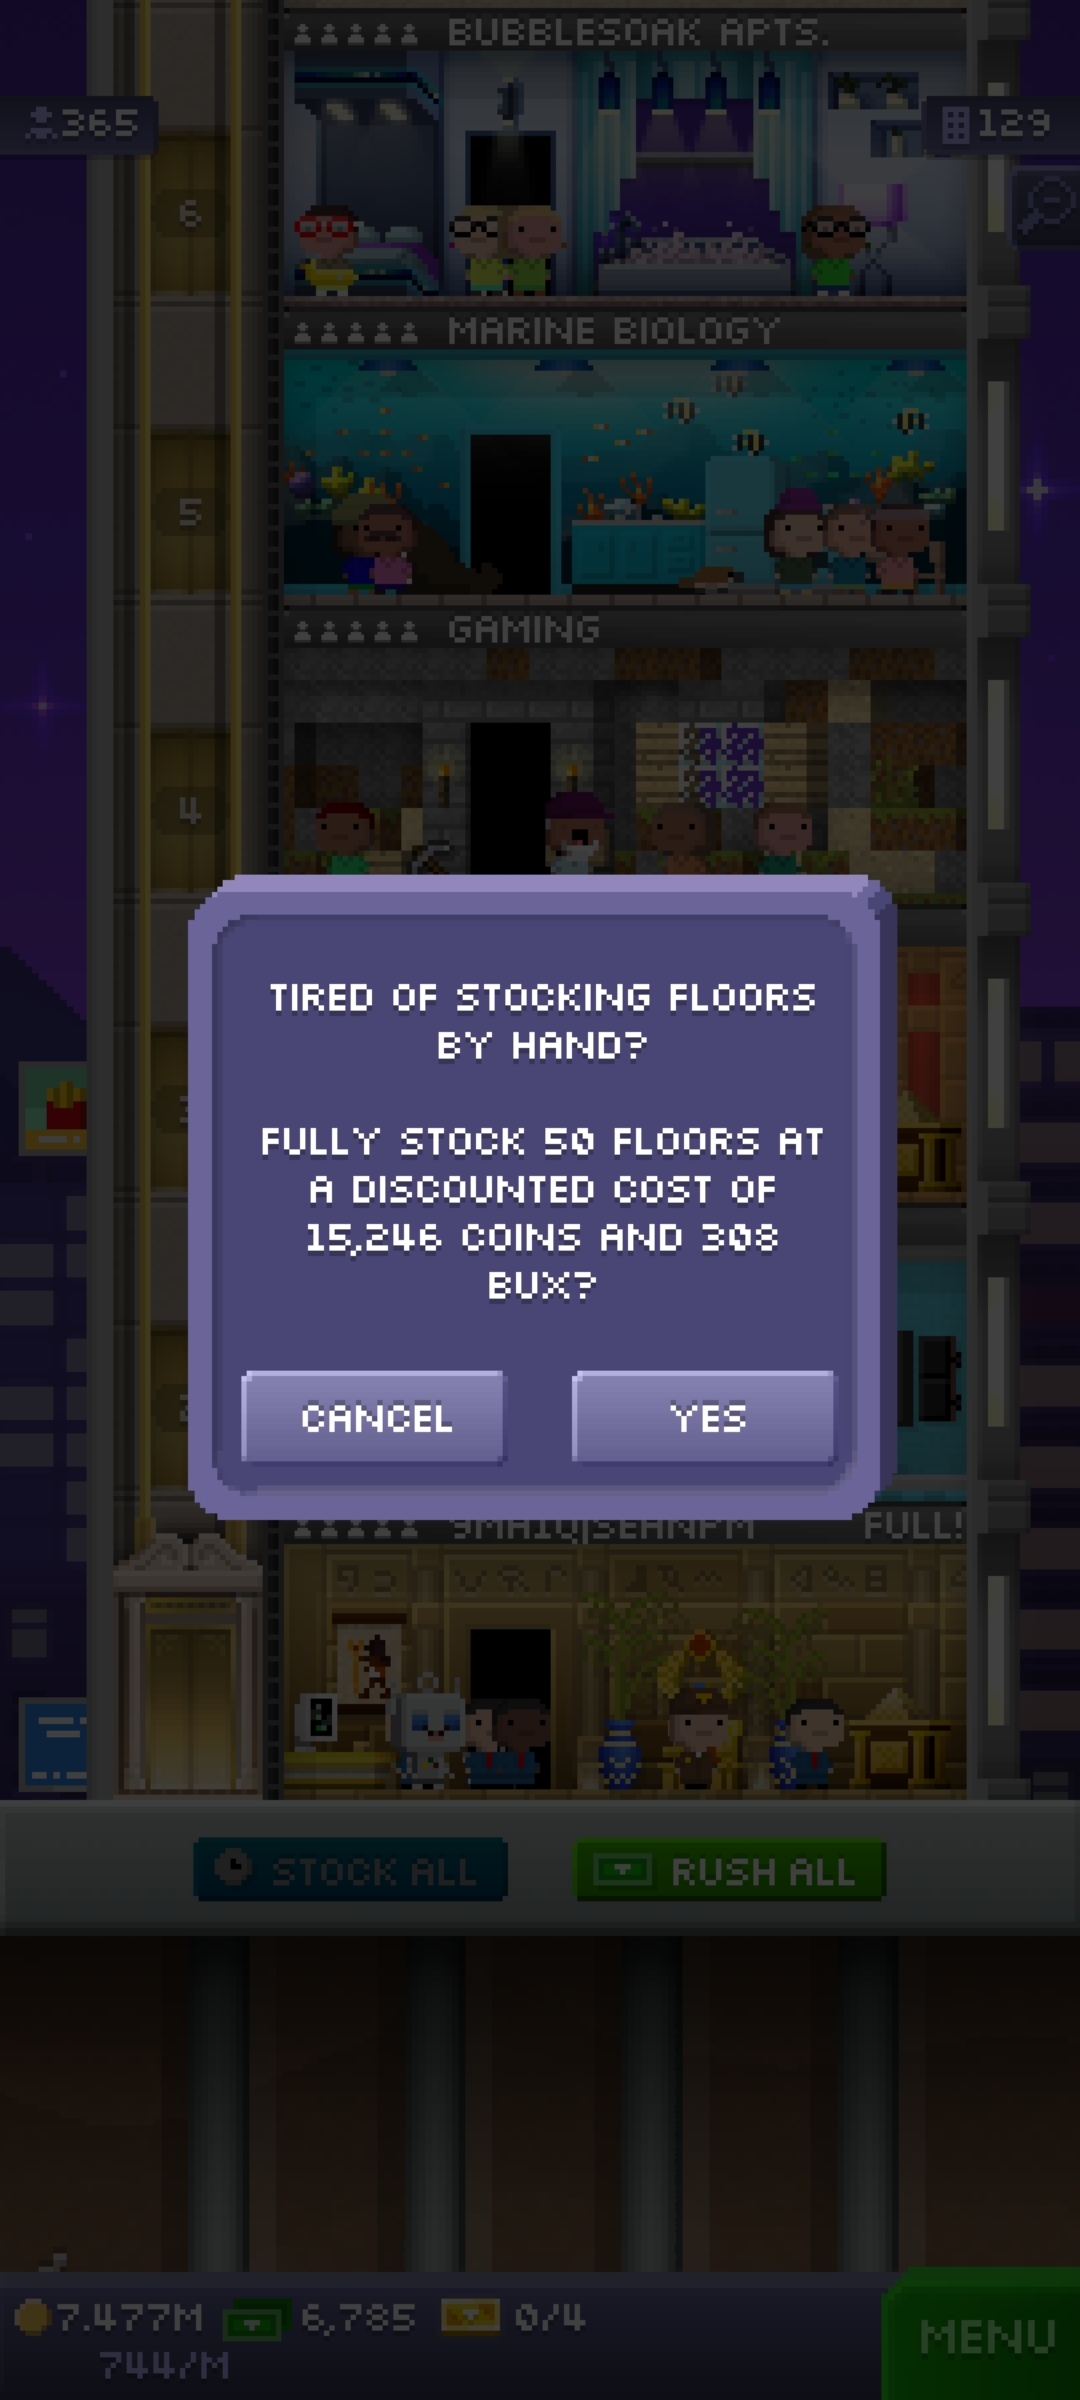 BUBBLESOAK APTS.
365
129
6
MARINE BIOLOGY
5
GAMING
4
TIRED OF STOCKING FLOORS
BY HAND?
FULLY STOCK 50 FLOORS AT
A DISCOUNTED COST OF
15,246 COINS AND 308
BUX?
CANCEL
YES
FULL!
STOCK ALL
RUSH ALL
7.477M
6,785
0/4
744/M
MENU